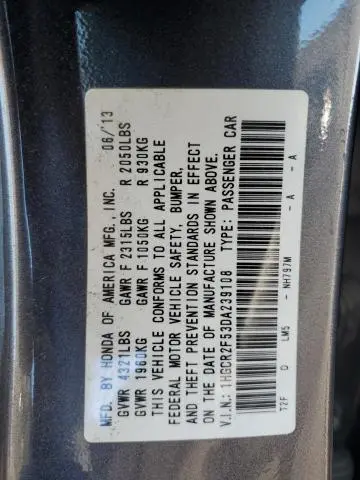 MFD. BY HONDA OF AMERICA MFG., INC. 06/13
GVWR 4321LBS GAWR F 2315LBS R 2050LBS
GVWR 1960KG GAWR F 1050KG R 930KG
THIS VEHICLE CONFORMS TO ALL APPLICABLE
FEDERAL MOTOR VEHICLE SAFETY, BUMPER,
AND THEFT PREVENTION STANDARDS IN EFFECT
ON THE DATE OF MANUFACTURE SHOWN ABOVE.
V.I.N.: 1HGCR2F53DA239108 TYPE: PASSENGER CAR
T2F D LM5 - NH797M - A - A